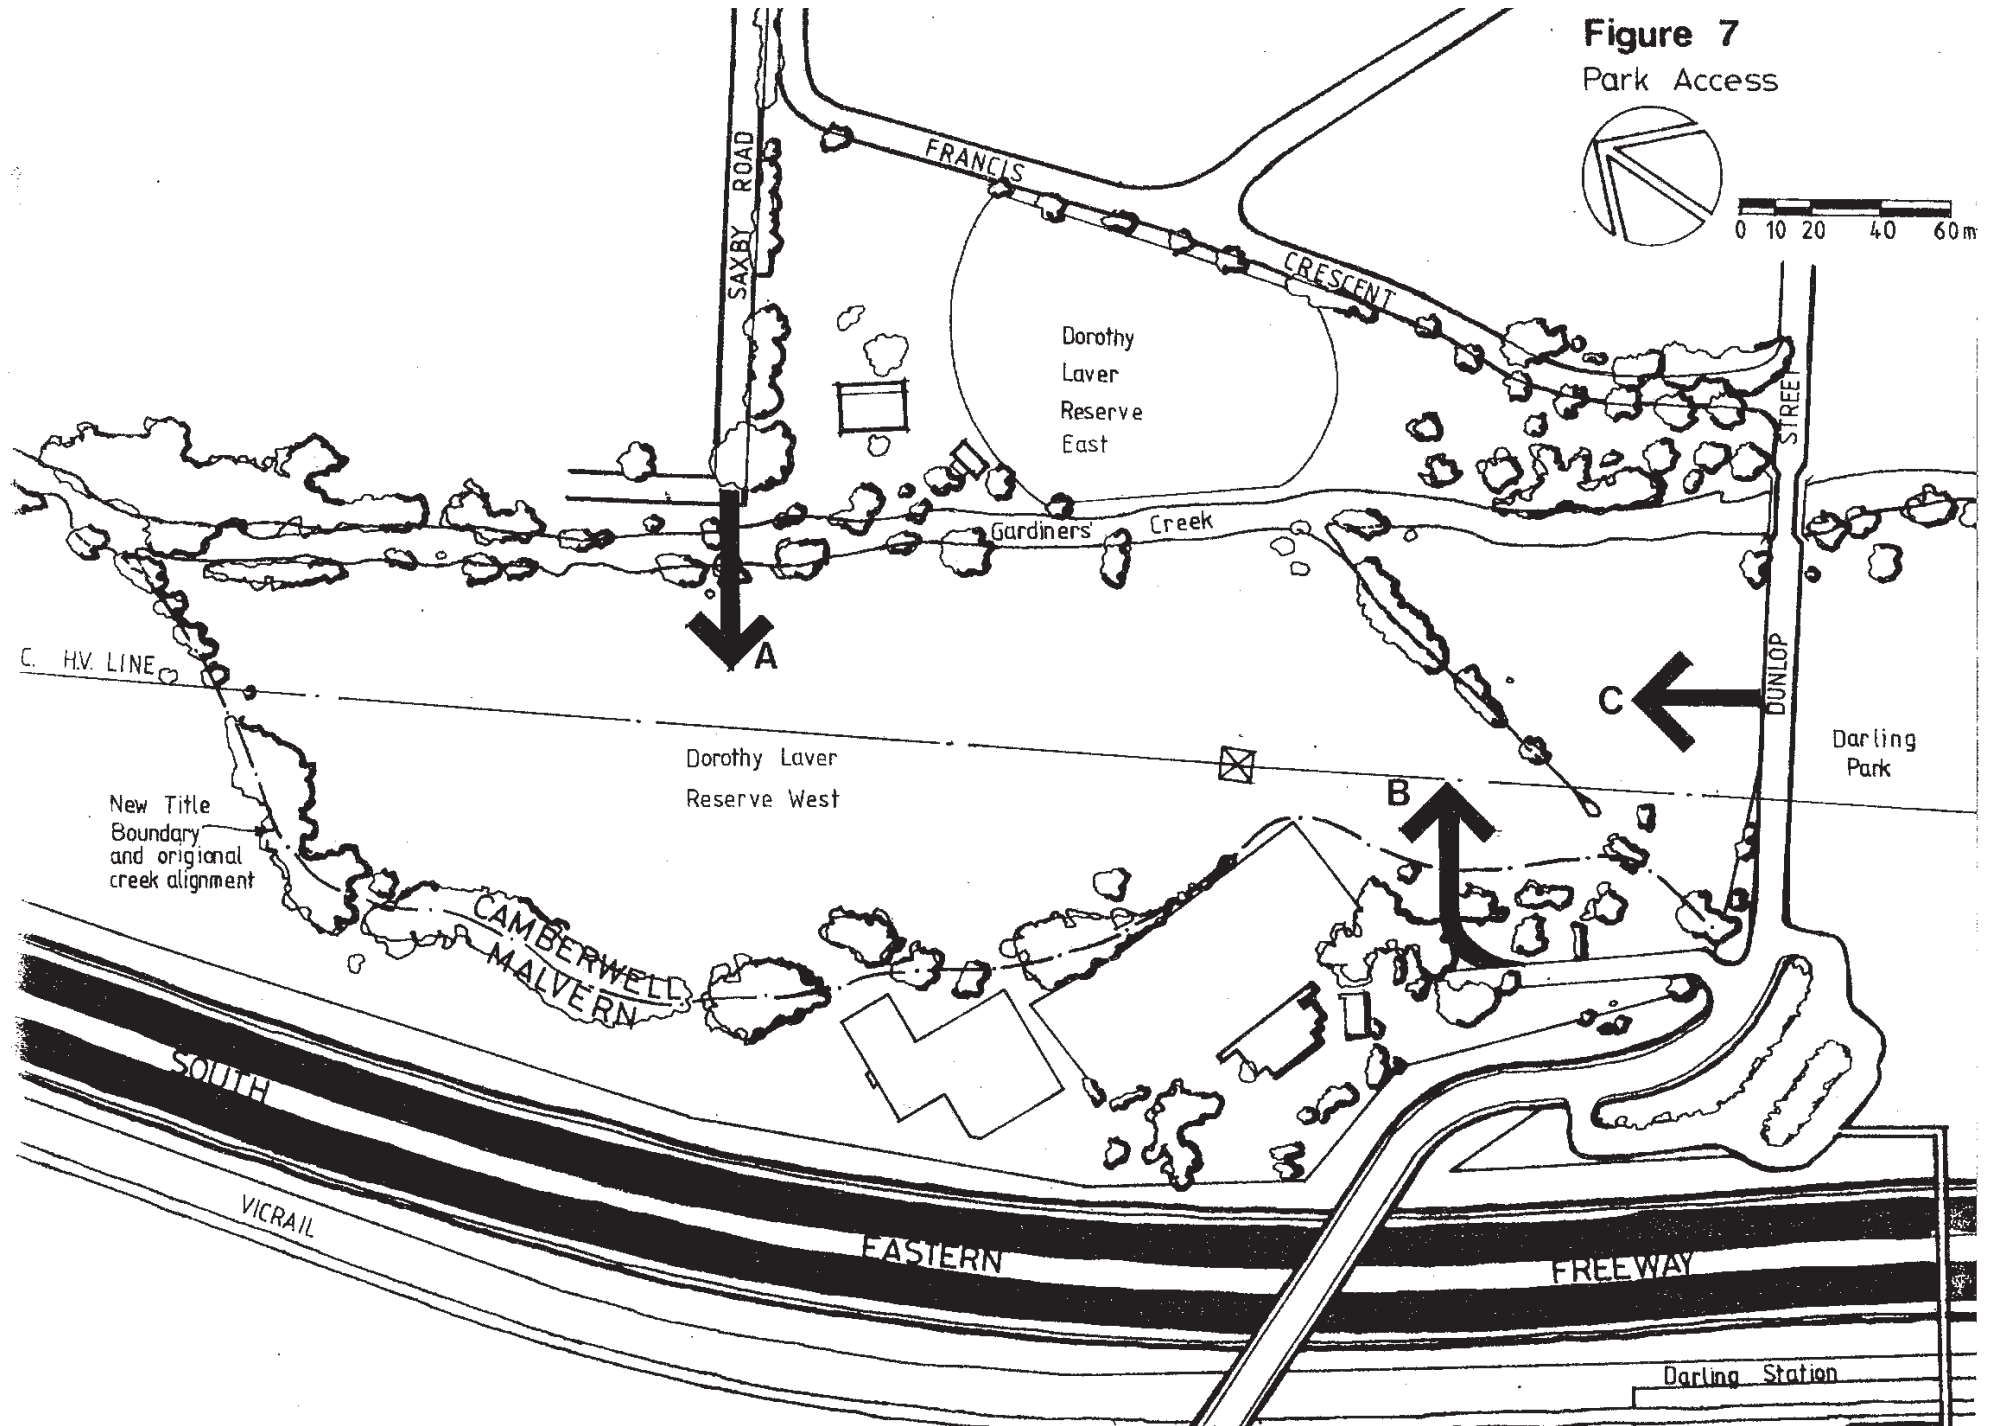 Figure 7
Park Access
0 10 20 40 60m
SAXBY ROAD
FRANCIS
CRESCENT
Dorothy
Laver
Reserve
East
STREET
Gardiners' Creek
C. H.V. LINE
A
DUNLOP
C
Darling
Park
Dorothy Laver
Reserve West
B
New Title
Boundary
and origional
creek alignment
CAMBERWELL
MALVERN
SOUTH
EASTERN
FREEWAY
VICRAIL
Darling Station